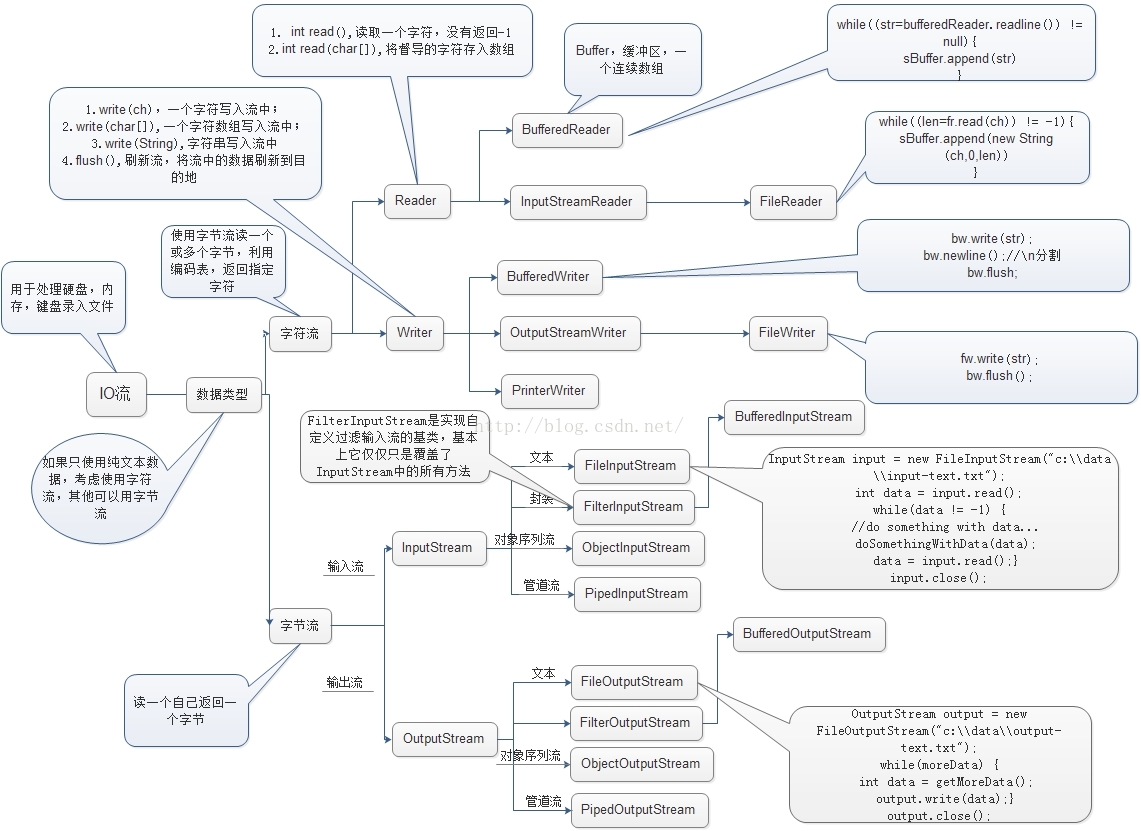 1. int read(),读取一个字符，没有返回-1
2.int read(char[]),将督导的字符存入数组
Buffer，缓冲区，一
个连续数组
while((str=bufferedReader.readline()) !=
null) {
sBuffer.append(str)
}
1.write(ch)，一个字符写入流中；
2.write(char[]),一个字符数组写入流中；
3.write(String),字符串写入流中
4.flush(),刷新流，将流中的数据刷新到目
的地
BufferedReader
while((len=fr.read(ch)) != -1){
sBuffer.append(new String
(ch,0,len))
}
Reader
InputStreamReader
FileReader
使用字节流读一个
或多个字节，利用
编码表，返回指定
字符
bw.write(str);
bw.newline();//\n分割
bw.flush;
BufferedWriter
用于处理硬盘，内
存，键盘录入文件
字符流
Writer
OutputStreamWriter
FileWriter
fw.write(str);
bw.flush();
IO流
数据类型
PrinterWriter
http://blog.csdn.net/
FilterInputStream是实现自
定义过滤输入流的基类，基本
上它仅仅只是覆盖了
InputStream中的所有方法
BufferedInputStream
如果只使用纯文本数
据，考虑使用字符
流，其他可以用字节
流
文本
FileInputStream
InputStream input = new FileInputStream("c:\\data
\\input-text.txt");
int data = input.read();
while(data != -1) {
//do something with data...
doSomethingWithData(data);
data = input.read();}
input.close();
封装
FilterInputStream
InputStream
对象序列流
ObjectInputStream
输入流
管道流
PipedInputStream
字节流
BufferedOutputStream
读一个自己返回一
个字节
输出流
文本
FileOutputStream
OutputStream output = new
FileOutputStream("c:\\data\\output-
text.txt");
while(moreData) {
int data = getMoreData();
output.write(data);}
output.close();
FilterOutputStream
OutputStream
对象序列流
ObjectOutputStream
管道流
PipedOutputStream